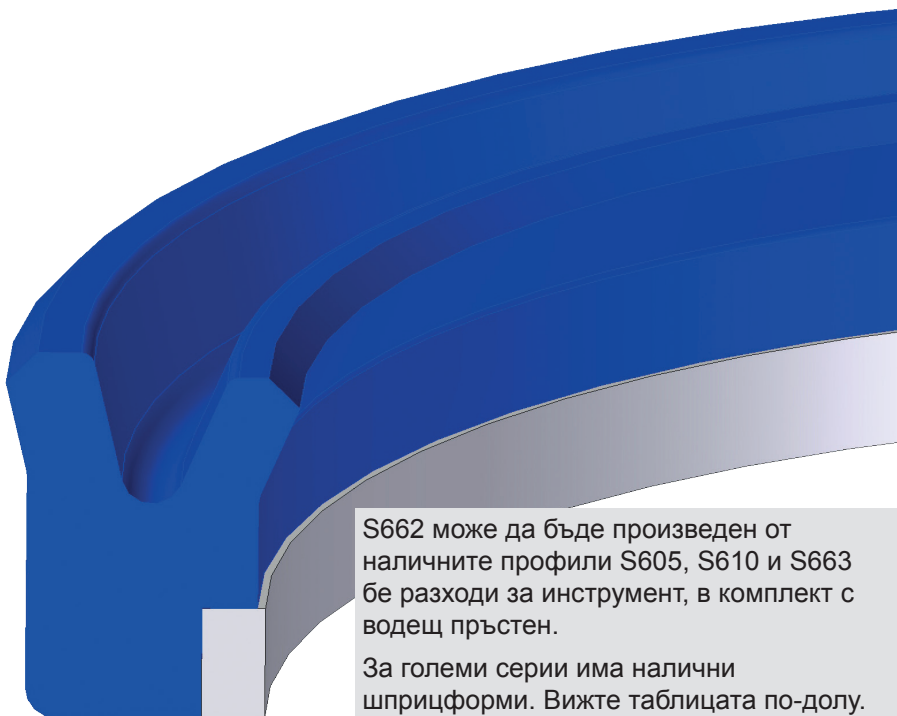 S662 може да бъде произведен от
наличните профили S605, S610 и S663
бе разходи за инструмент, в комплект с
водещ пръстен.
За големи серии има налични
шприцформи. Вижте таблицата по-долу.